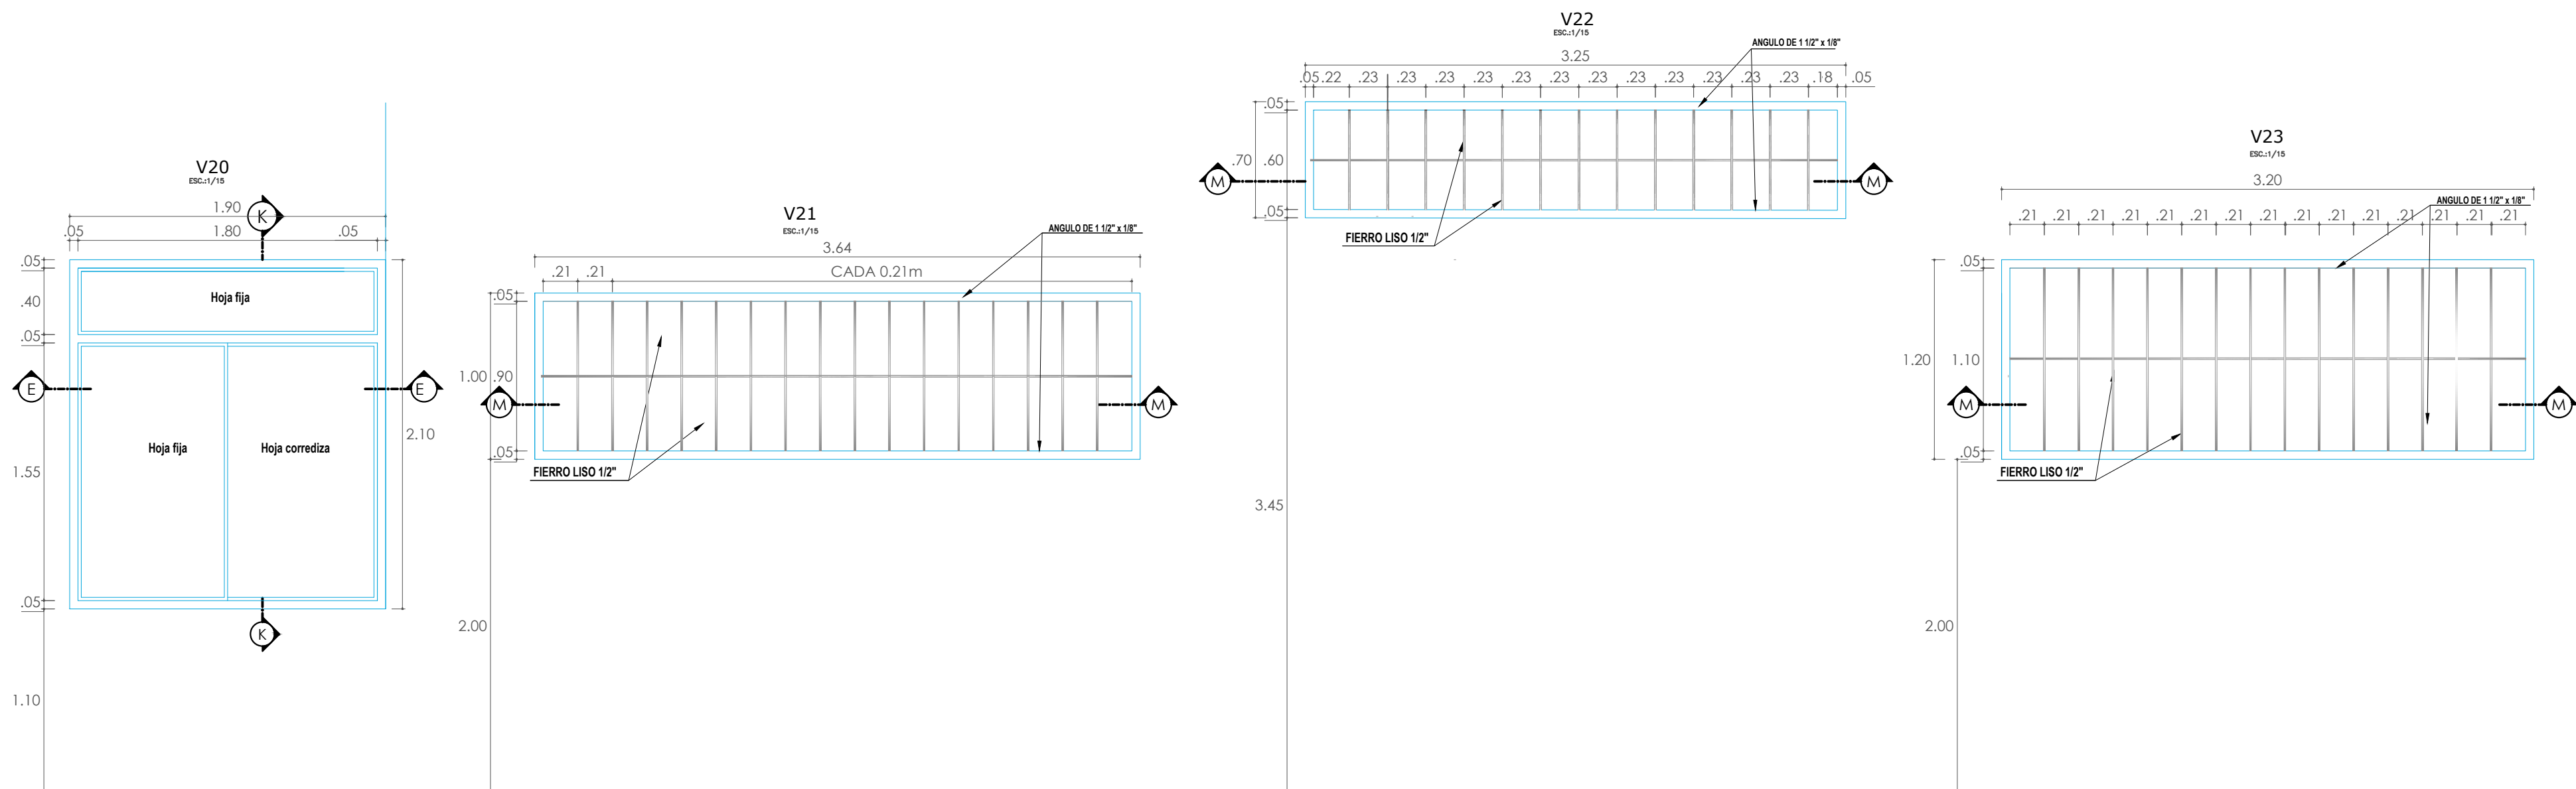 V20
ESC.:1/15
1.90
K
.05 1.80 .05
.05
.40
.05
1.55
.05
1.10
Hoja fija
Hoja fija
Hoja corrediza
E
E
2.10
K
V21
ESC.:1/15
3.64
ANGULO DE 1 1/2" x 1/8"
.21 .21 CADA 0.21m
.05
1.00 .90
.05
M
M
FIERRO LISO 1/2"
2.00
V22
ESC.:1/15
ANGULO DE 1 1/2" x 1/8"
3.25
.05 .22 .23 .23 .23 .23 .23 .23 .23 .23 .23 .23 .23 .23 .18 .05
.05
.70 .60
.05
M
M
FIERRO LISO 1/2"
3.45
V23
ESC.:1/15
3.20
ANGULO DE 1 1/2" x 1/8"
.21 .21 .21 .21 .21 .21 .21 .21 .21 .21 .21 .21 .21 .21 .21
.05
1.20 1.10
.05
M
M
FIERRO LISO 1/2"
2.00